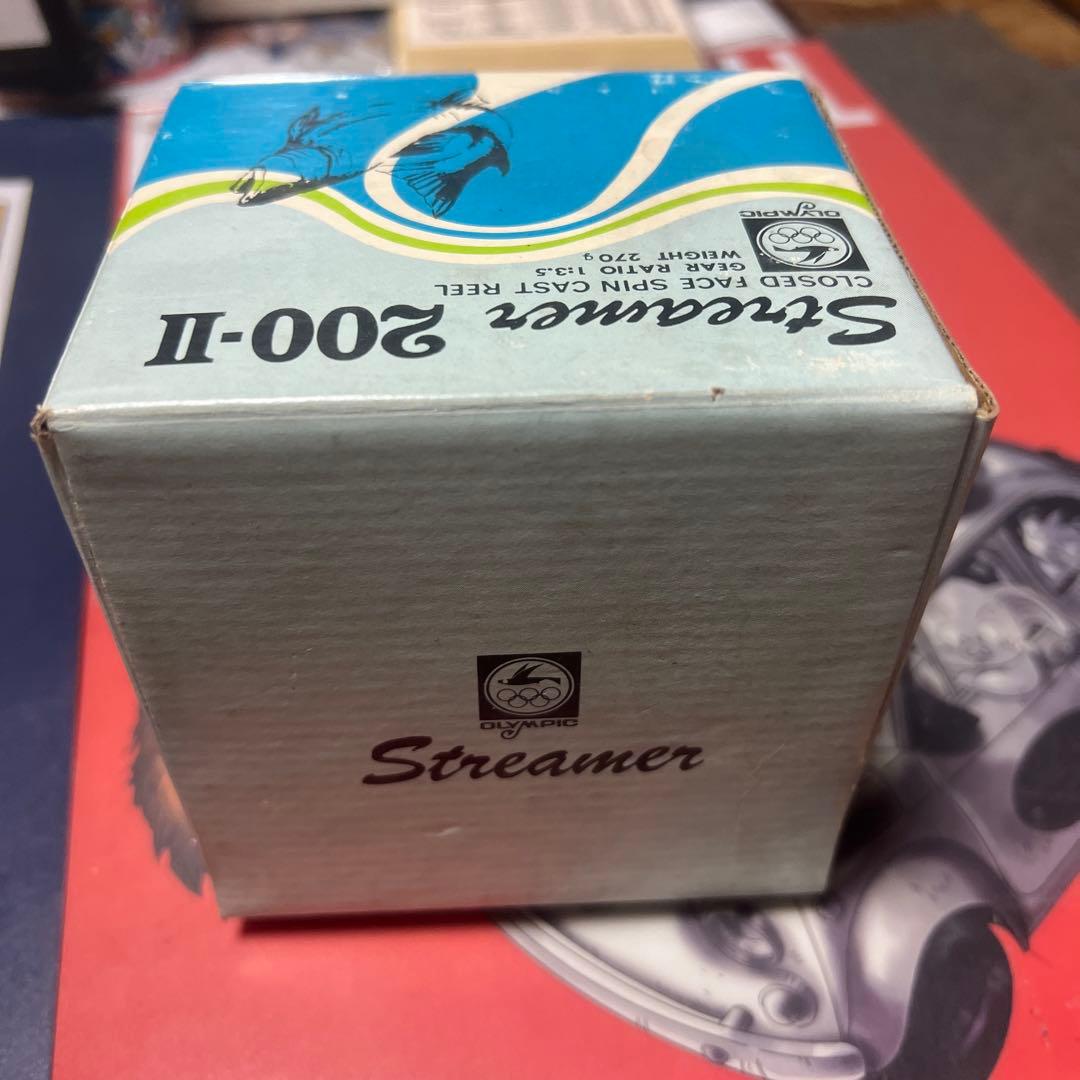 Streamer 200-II
CLOSED FACE SPIN CAST REEL
GEAR RATIO 1:3.5
WEIGHT 270g
OLYMPIC
OLYMPIC
Streamer